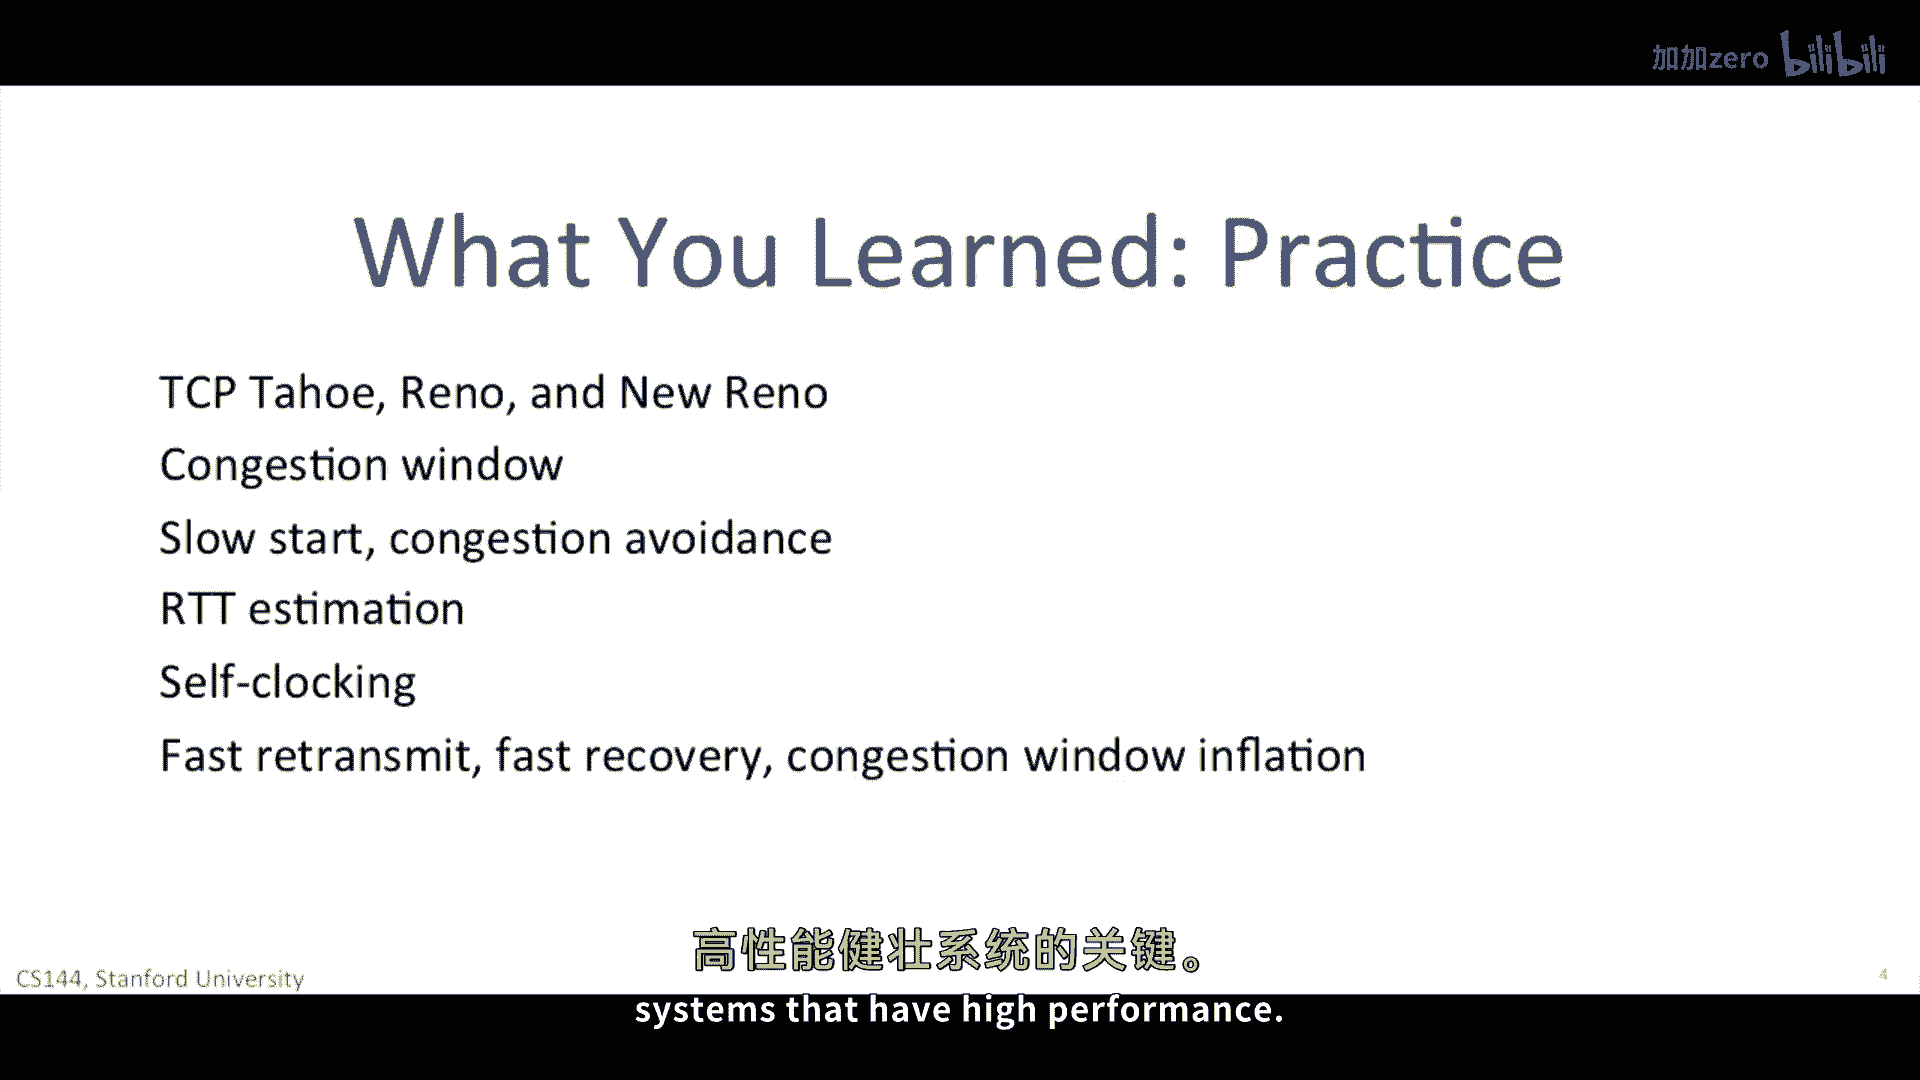 加加zero bilibili
What You Learned: Practice
TCP Tahoe, Reno, and New Reno
Congestion window
Slow start, congestion avoidance
RTT estimation
Self-clocking
Fast retransmit, fast recovery, congestion window inflation
高性能健壮系统的关键。
CS144, Stanford University
4
systems that have high performance.